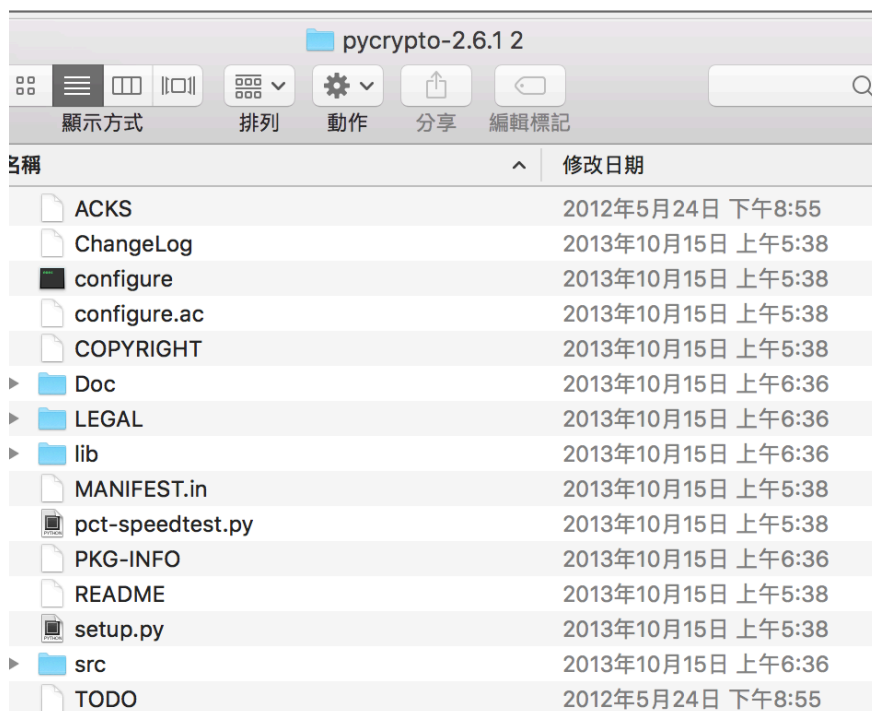 pycrypto-2.6.1 2
顯示方式 排列 動作 分享 編輯標記
名稱 修改日期
ACKS 2012年5月24日 下午8:55
ChangeLog 2013年10月15日 上午5:38
configure 2013年10月15日 上午5:38
configure.ac 2013年10月15日 上午5:38
COPYRIGHT 2013年10月15日 上午5:38
Doc 2013年10月15日 上午6:36
LEGAL 2013年10月15日 上午6:36
lib 2013年10月15日 上午6:36
MANIFEST.in 2013年10月15日 上午5:38
pct-speedtest.py 2013年10月15日 上午5:38
PKG-INFO 2013年10月15日 上午6:36
README 2013年10月15日 上午5:38
setup.py 2013年10月15日 上午5:38
src 2013年10月15日 上午6:36
TODO 2012年5月24日 下午8:55